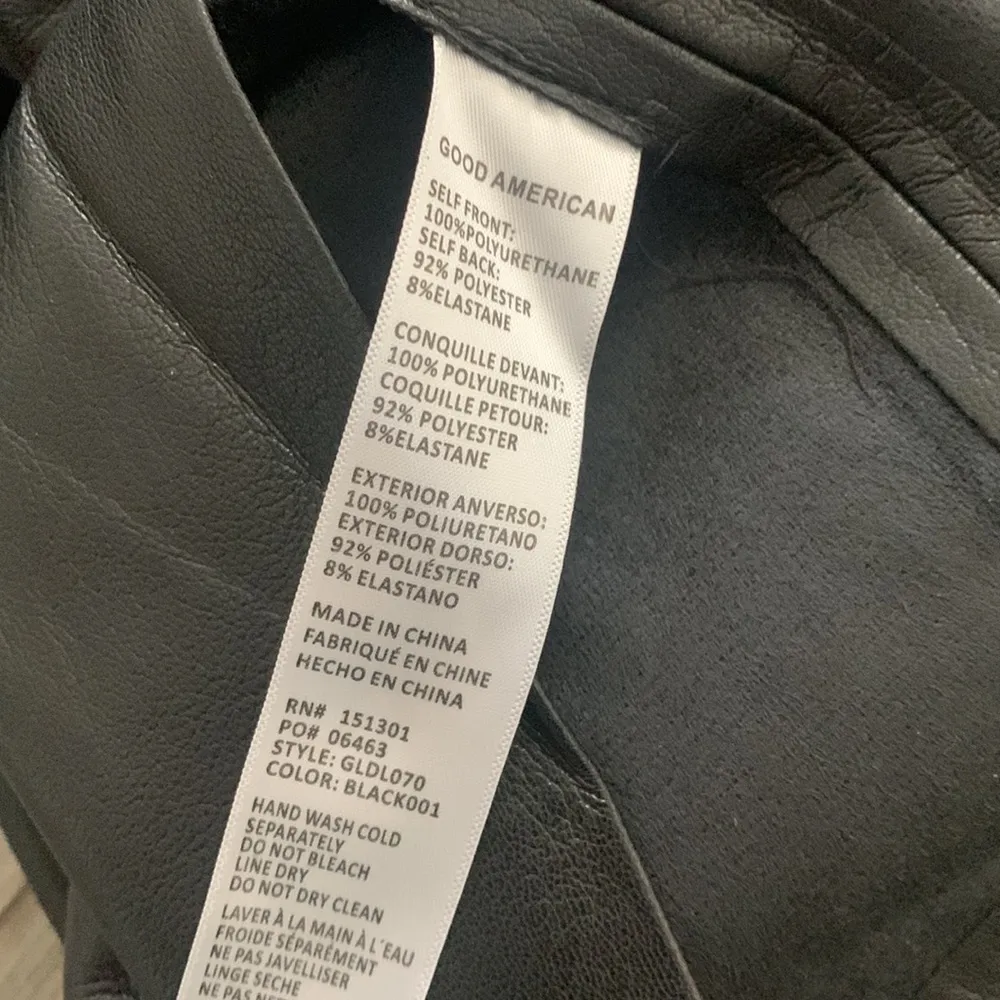 GOOD AMERICAN
SELF FRONT:
100%POLYURETHANE
SELF BACK:
92% POLYESTER
8%ELASTANE
CONQUILLE DEVANT:
100% POLYURETHANE
COQUILLE PETOUR:
92% POLYESTER
8%ELASTANE
EXTERIOR ANVERSO:
100% POLIURETANO
EXTERIOR DORSO:
92% POLIÉSTER
8% ELASTANO
MADE IN CHINA
FABRIQUÉ EN CHINE
HECHO EN CHINA
RN# 151301
PO# 06463
STYLE: GLDL070
COLOR: BLACK001
HAND WASH COLD
SEPARATELY
DO NOT BLEACH
LINE DRY
DO NOT DRY CLEAN
LAVER À LA MAIN À L´EAU
FROIDE SÉPARÉMENT
NE PAS JAVELLISER
LINGE SECHE
NE PAS